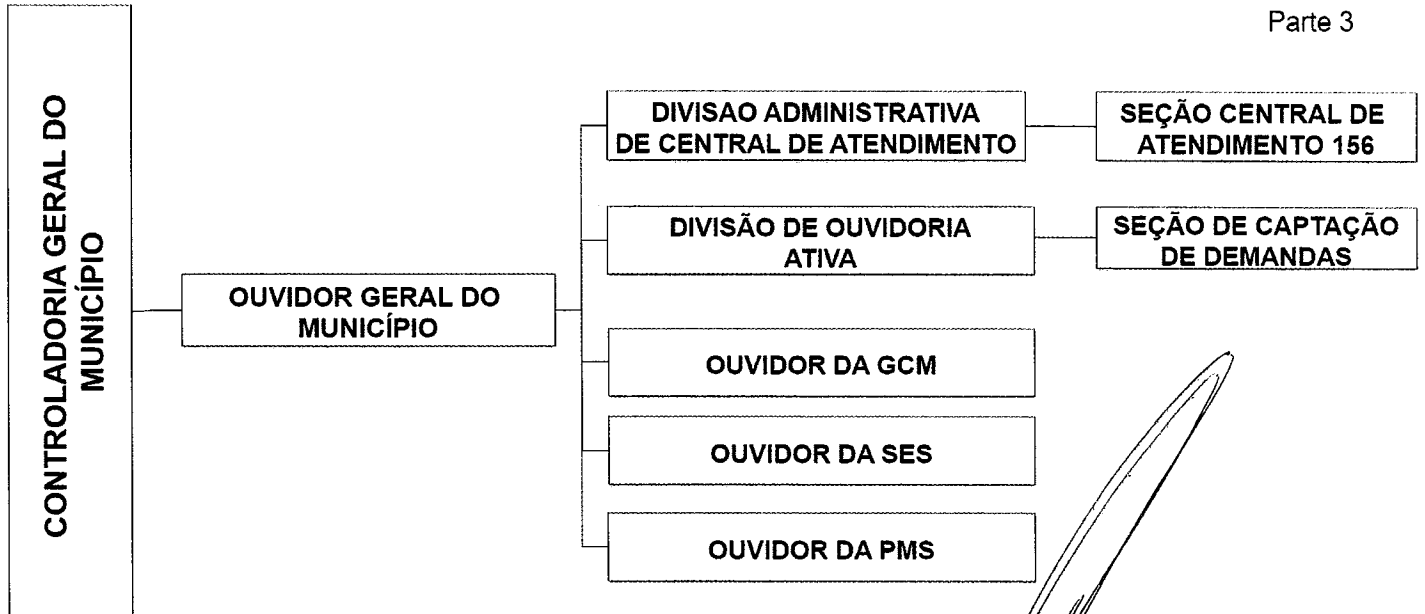 Parte 3
CONTROLADORIA GERAL DO
MUNICÍPIO
OUVIDOR GERAL DO
MUNICÍPIO
DIVISAO ADMINISTRATIVA
DE CENTRAL DE ATENDIMENTO
SEÇÃO CENTRAL DE
ATENDIMENTO 156
DIVISÃO DE OUVIDORIA
ATIVA
SEÇÃO DE CAPTAÇÃO
DE DEMANDAS
OUVIDOR DA GCM
OUVIDOR DA SES
OUVIDOR DA PMS